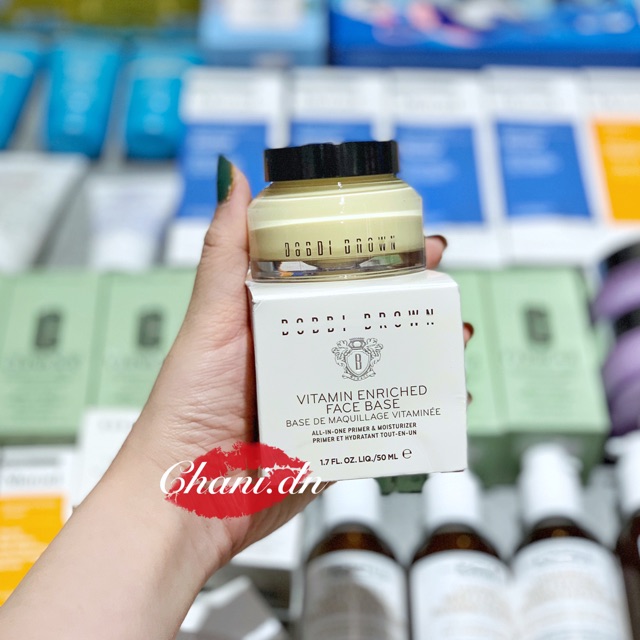 BOBBI BROWN
BOBBI BROWN
B
VITAMIN ENRICHED
FACE BASE
BASE DE MAQUILLAGE VITAMINÉE
ALL-IN-ONE PRIMER & MOISTURIZER
PRIMER ET HYDRATANT TOUT-EN-UN
1.7 FL. OZ. LIQ./50 ML ℮
Chani.dn